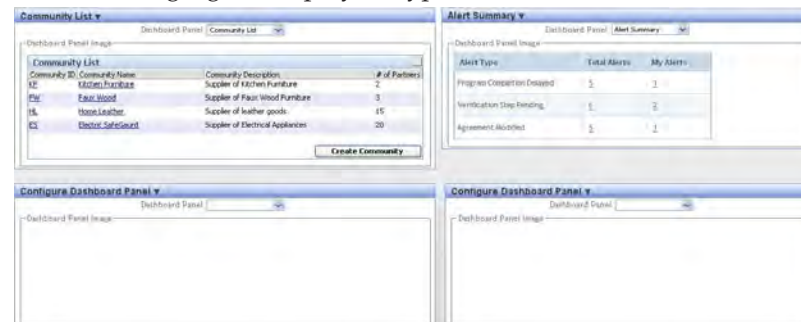 Community List ▾
Dashboard Panel Community List
Dashboard Panel Image
Community List
Community ID Community Name Community Description # of Partners
KF Kitchen Furniture Supplier of Kitchen Furniture 2
FW Faux Wood Supplier of Faux Wood Furniture 3
HL Home Leather Supplier of leather goods 15
ES Electric SafeGaurd Supplier of Electrical Appliances 20
Create Community
Alert Summary ▾
Dashboard Panel Alert Summary
Dashboard Panel Image
Alert Type Total Alerts My Alerts
Program Completion Delayed 5
Verification Step Pending
Agreement Modified 5
Configure Dashboard Panel ▾
Dashboard Panel
Dashboard Panel Image
Configure Dashboard Panel ▾
Dashboard Panel
Dashboard Panel Image